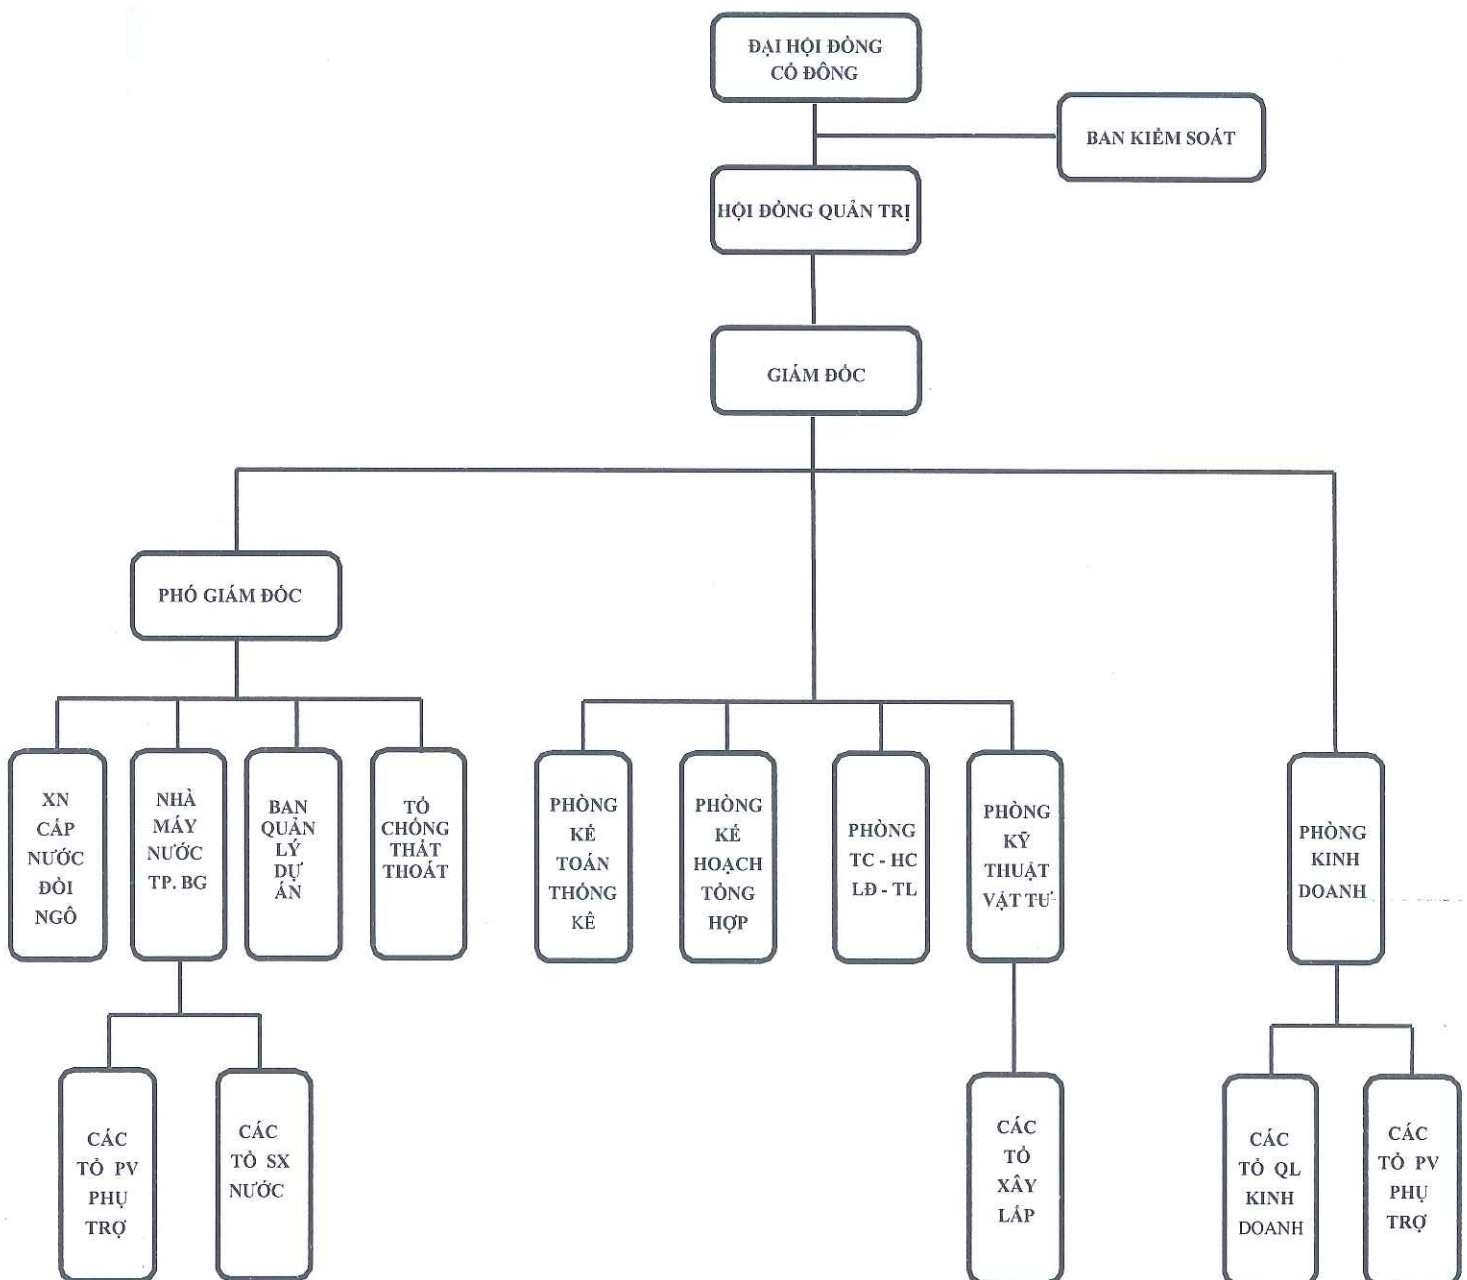 ĐẠI HỘI ĐỒNG
CỔ ĐÔNG
BAN KIỂM SOÁT
HỘI ĐỒNG QUẢN TRỊ
GIÁM ĐỐC
PHÓ GIÁM ĐỐC
XN
CẤP
NƯỚC
ĐỒI
NGÔ
NHÀ
MÁY
NƯỚC
TP. BG
BAN
QUẢN
LÝ
DỰ
ÁN
TỔ
CHỐNG
THẤT
THOÁT
PHÒNG
KẾ
TOÁN
THỐNG
KÊ
PHÒNG
KẾ
HOẠCH
TỔNG
HỢP
PHÒNG
TC - HC
LĐ - TL
PHÒNG
KỸ
THUẬT
VẬT TƯ
PHÒNG
KINH
DOANH
CÁC
TỔ PV
PHỤ
TRỢ
CÁC
TỔ SX
NƯỚC
CÁC
TỔ
XÂY
LẮP
CÁC
TỔ QL
KINH
DOANH
CÁC
TỔ PV
PHỤ
TRỢ